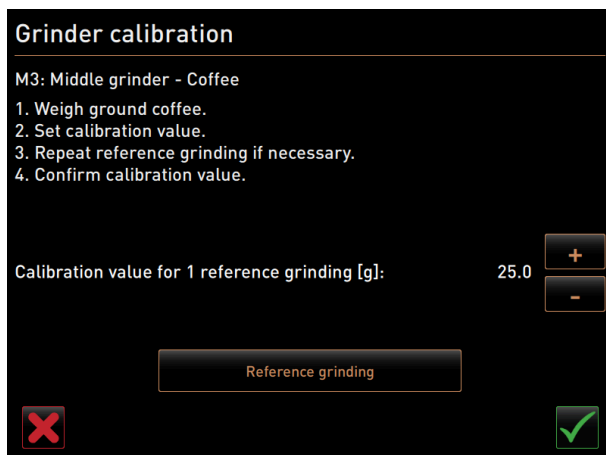 Grinder calibration
M3: Middle grinder - Coffee
1. Weigh ground coffee.
2. Set calibration value.
3. Repeat reference grinding if necessary.
4. Confirm calibration value.
Calibration value for 1 reference grinding [g]: 25.0
+
-
Reference grinding